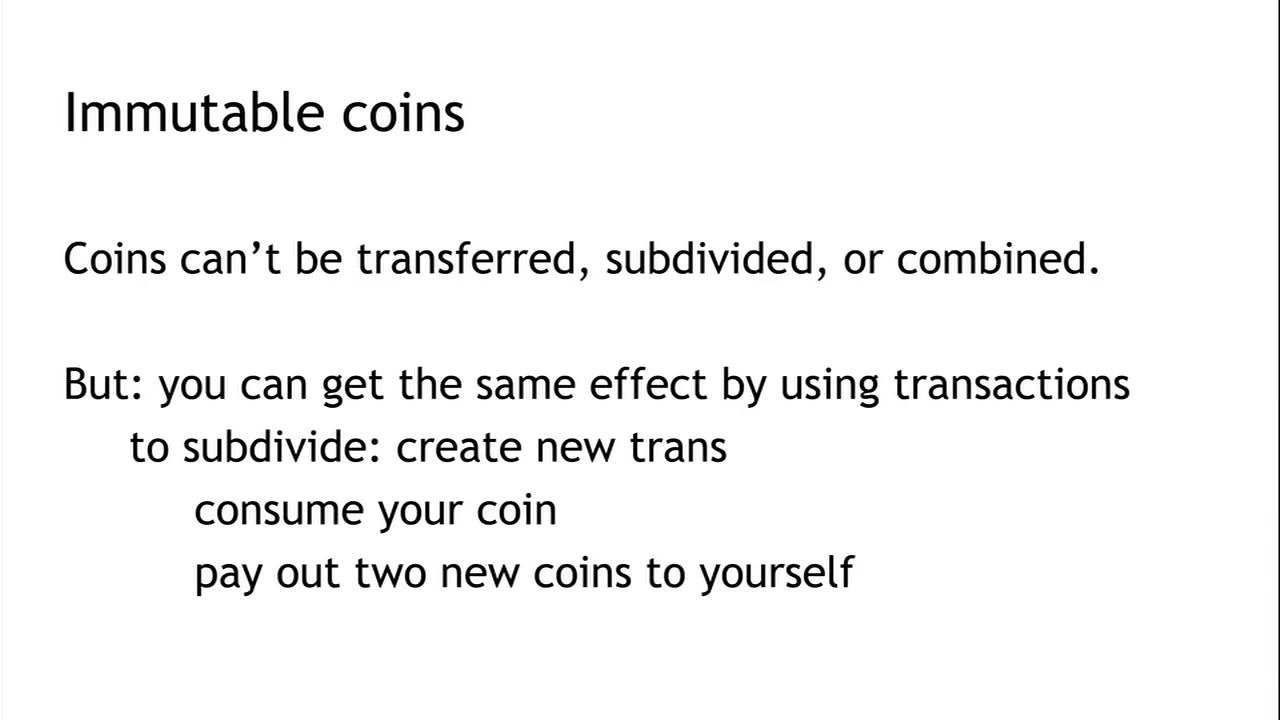 Immutable coins
Coins can’t be transferred, subdivided, or combined.
But: you can get the same effect by using transactions
to subdivide: create new trans
consume your coin
pay out two new coins to yourself